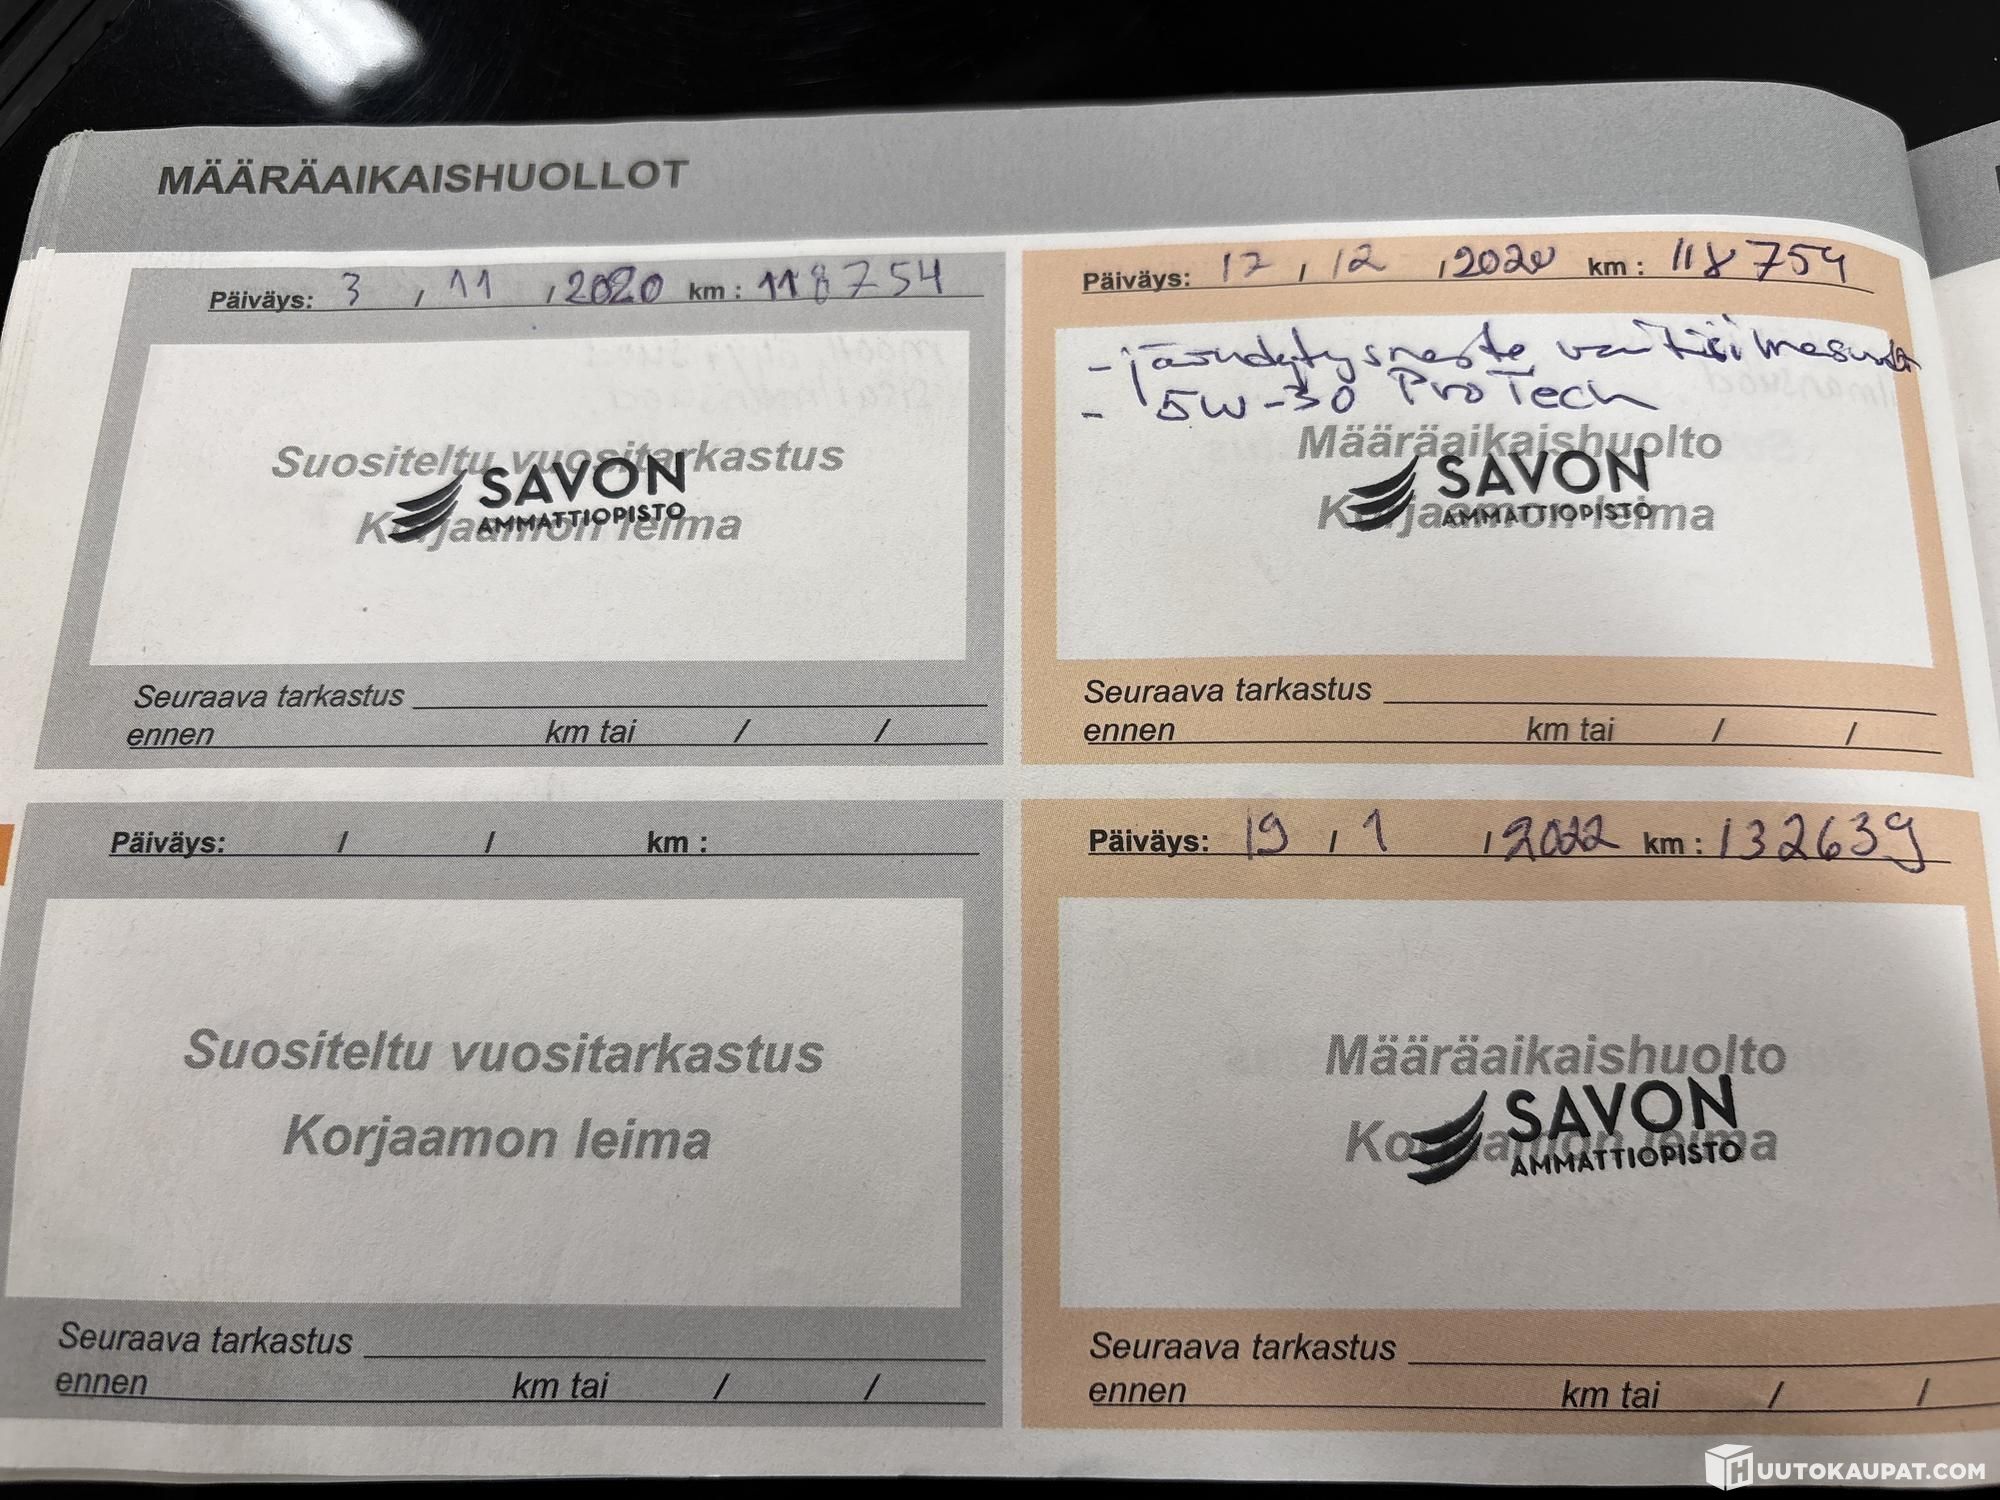 MÄÄRÄAIKAISHUOLLOT
Päiväys: 3 / 11 / 2020 km : 118754
Suositeltu vuositarkastus
Korjaamon leima
SAVON
AMMATTIOPISTO
Seuraava tarkastus
ennen km tai / /
Päiväys: 17 / 12 / 2020 km : 118754
- jäähdytysneste
- 5W-30 ProTech
Määräaikaishuolto
Korjaamon leima
SAVON
AMMATTIOPISTO
Seuraava tarkastus
ennen km tai / /
Päiväys: / / km :
Suositeltu vuositarkastus
Korjaamon leima
Seuraava tarkastus
ennen km tai / /
Päiväys: 19 / 1 / 2022 km : 132639
Määräaikaishuolto
Korjaamon leima
SAVON
AMMATTIOPISTO
Seuraava tarkastus
ennen km tai / /
HUUTOKAUPAT.COM